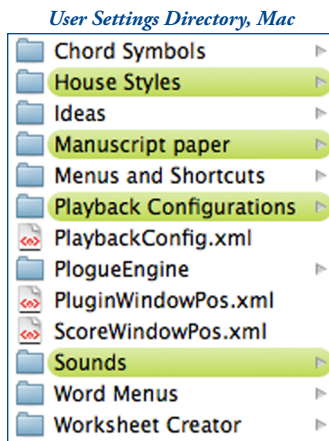 User Settings Directory, Mac
Chord Symbols
House Styles
Ideas
Manuscript paper
Menus and Shortcuts
Playback Configurations
PlaybackConfig.xml
PlogueEngine
PluginWindowPos.xml
ScoreWindowPos.xml
Sounds
Word Menus
Worksheet Creator